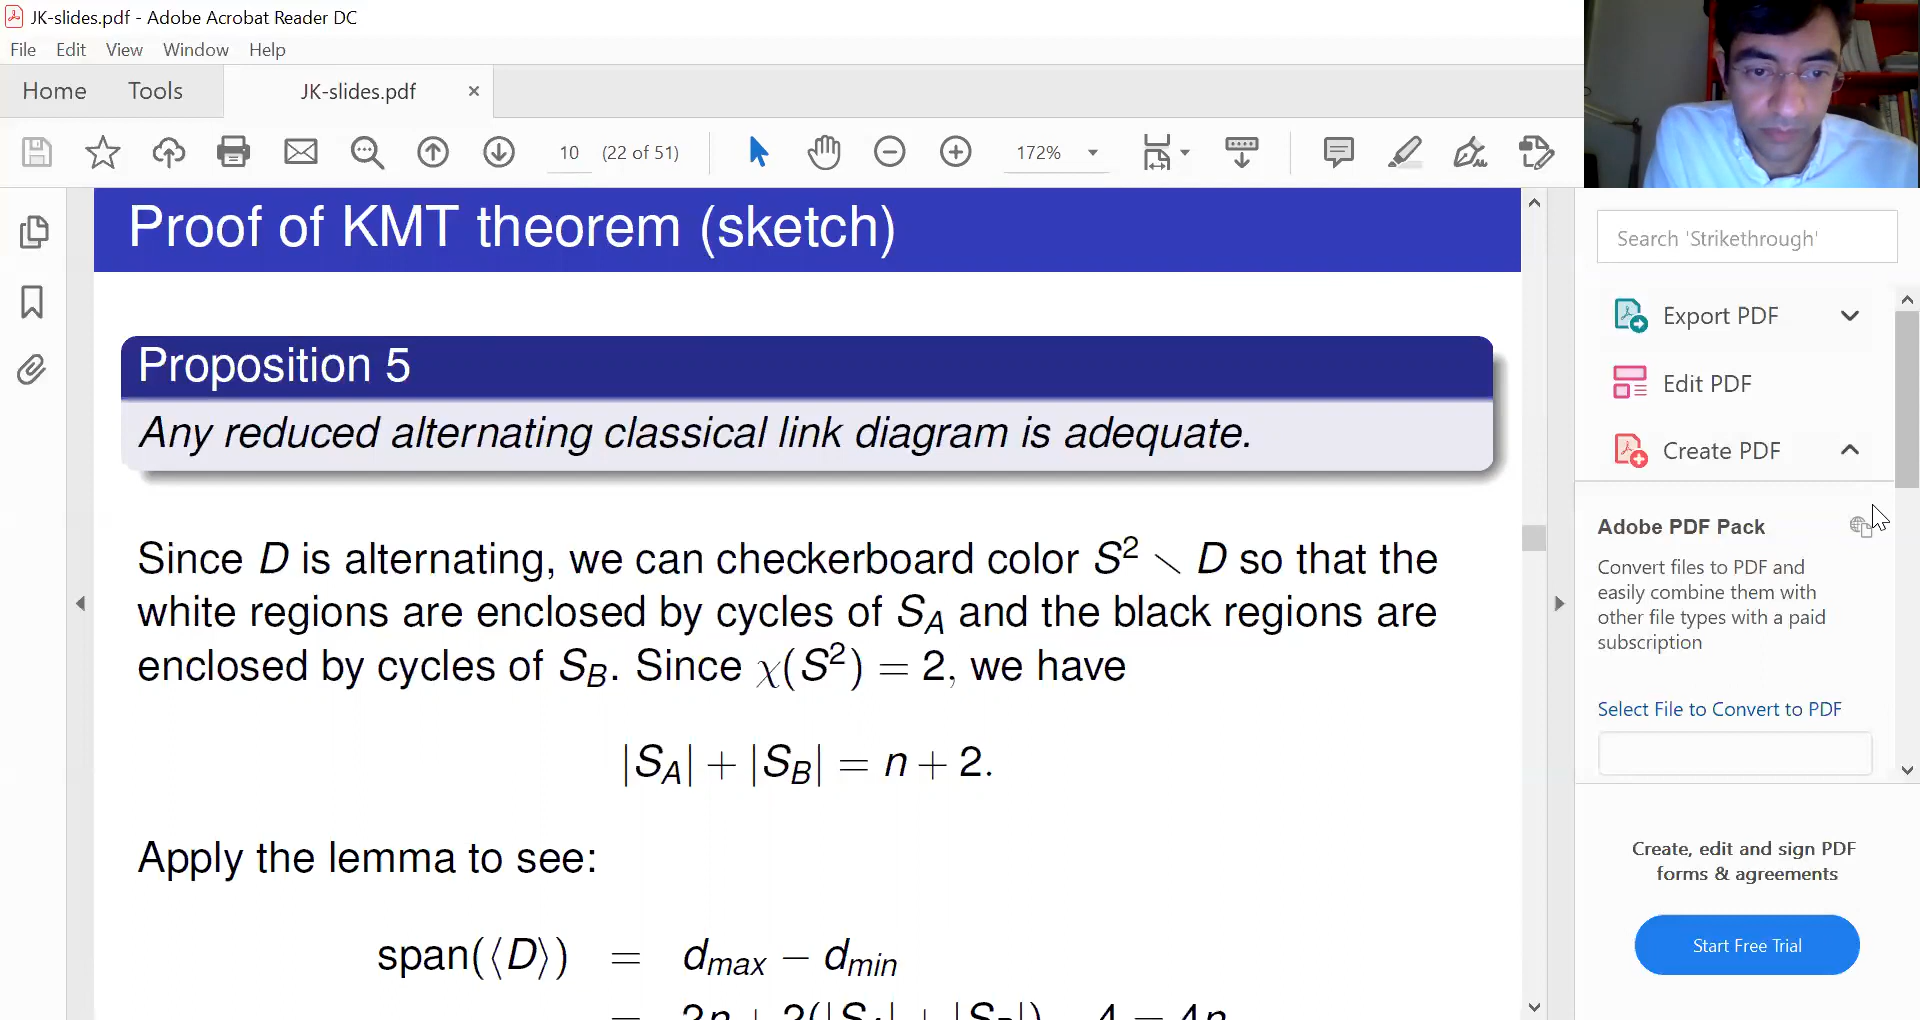 JK-slides.pdf - Adobe Acrobat Reader DC
File Edit View Window Help
Home Tools JK-slides.pdf ×
10 (22 of 51) 172%
Proof of KMT theorem (sketch)
Proposition 5
Any reduced alternating classical link diagram is adequate.
Since D is alternating, we can checkerboard color S² ∖ D so that the
white regions are enclosed by cycles of S_A and the black regions are
enclosed by cycles of S_B. Since χ(S²) = 2, we have
|S_A| + |S_B| = n + 2.
Apply the lemma to see:
span(⟨D⟩) = d_max − d_min
Search 'Strikethrough'
Export PDF
Edit PDF
Create PDF
Adobe PDF Pack
Convert files to PDF and
easily combine them with
other file types with a paid
subscription
Select File to Convert to PDF
Create, edit and sign PDF
forms & agreements
Start Free Trial